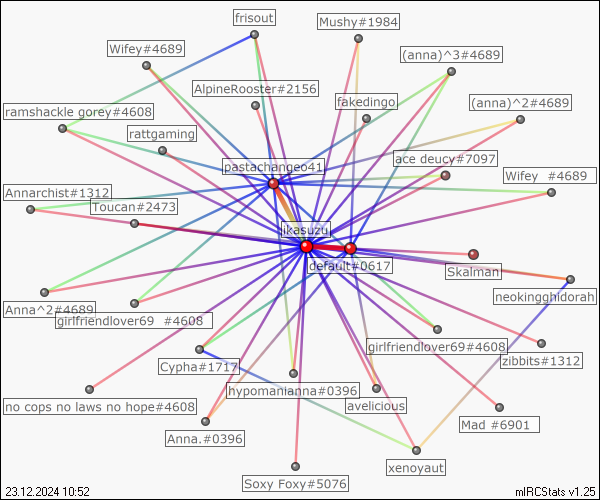 frisout
Mushy#1984
Wifey#4689
(anna)^3#4689
AlpineRooster#2156
ramshackle gorey#4608
fakedingo
(anna)^2#4689
rattgaming
pastachangeo41
ace deucy#7097
Wifey _#4689
Annarchist#1312
Toucan#2473
ikasuzu
default#0617
Skalman
neokingghidorah
Anna^2#4689
girlfriendlover69_#4608
girlfriendlover69#4608
zibbits#1312
Cypha#1717
hypomanianna#0396
avelicious
no cops no laws no hope#4608
Mad_#6901
Anna.#0396
xenoyaut
Soxy Foxy#5076
23.12.2024 10:52
mIRCStats v1.25